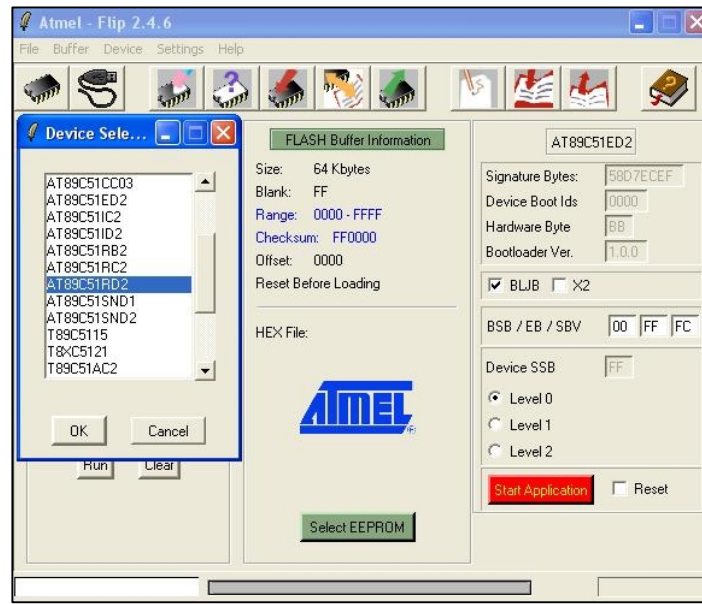 Atmel - Flip 2.4.6
File Buffer Device Settings Help
Device Sele...
AT89C51CC03
AT89C51ED2
AT89C51IC2
AT89C51ID2
AT89C51RB2
AT89C51RC2
AT89C51RD2
AT89C51SND1
AT89C51SND2
T89C5115
T8XC5121
T89C51AC2
OK Cancel
Run Clear
FLASH Buffer Information
Size: 64 Kbytes
Blank: FF
Range: 0000 - FFFF
Checksum: FF0000
Offset: 0000
Reset Before Loading
HEX File:
ATMEL
Select EEPROM
AT89C51ED2
Signature Bytes: 58D7ECEF
Device Boot Ids 0000
Hardware Byte BB
Bootloader Ver. 1.0.0
BLJB X2
BSB / EB / SBV 00 FF FC
Device SSB FF
Level 0
Level 1
Level 2
Start Application Reset